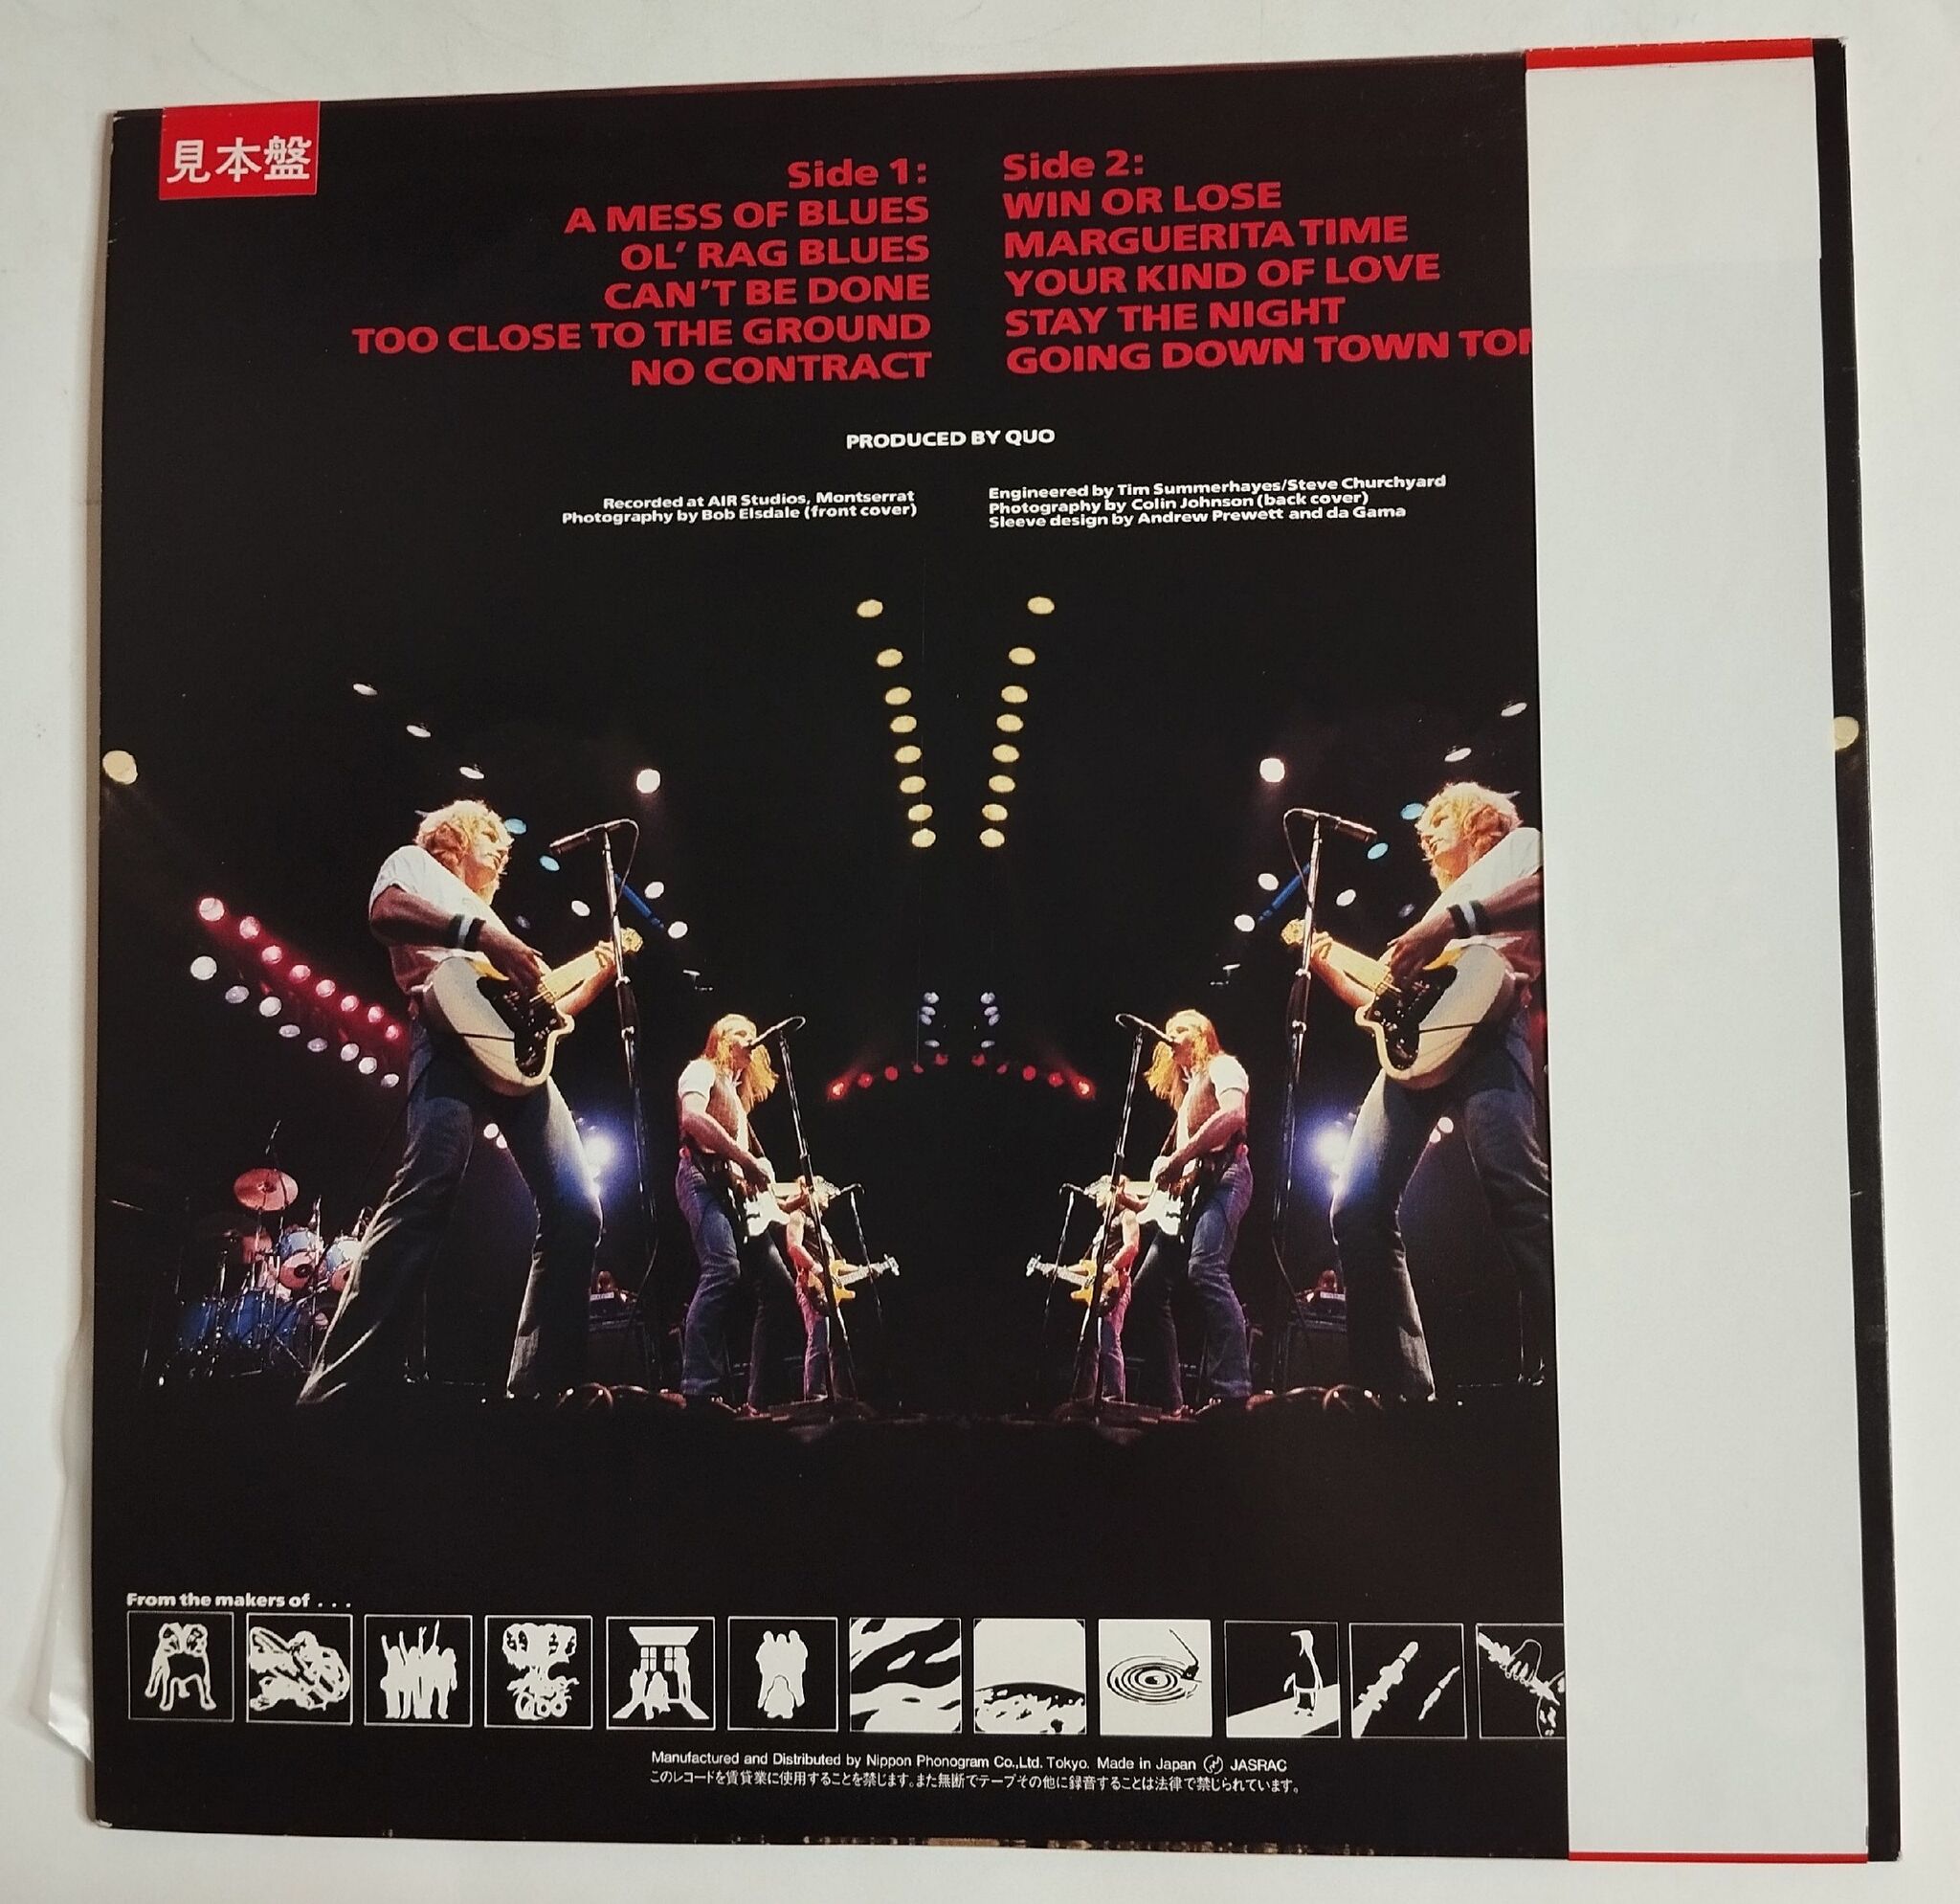 見本盤
Side 1:
A MESS OF BLUES
OL' RAG BLUES
CAN'T BE DONE
TOO CLOSE TO THE GROUND
NO CONTRACT
Side 2:
WIN OR LOSE
MARGUERITA TIME
YOUR KIND OF LOVE
STAY THE NIGHT
GOING DOWN TOWN
PRODUCED BY QUO
Recorded at AIR Studios, Montserrat
Photography by Bob Elsdale (front cover)
Engineered by Tim Summerhayes/Steve Churchyard
Photography by Colin Johnson (back cover)
Sleeve design by Andrew Prewett and da Gama
From the makers of . . .
Manufactured and Distributed by Nippon Phonogram Co.,Ltd. Tokyo. Made in Japan JASRAC
このレコードを賃貸業に使用することを禁じます。また無断でテープその他に録音することは法律で禁じられています。